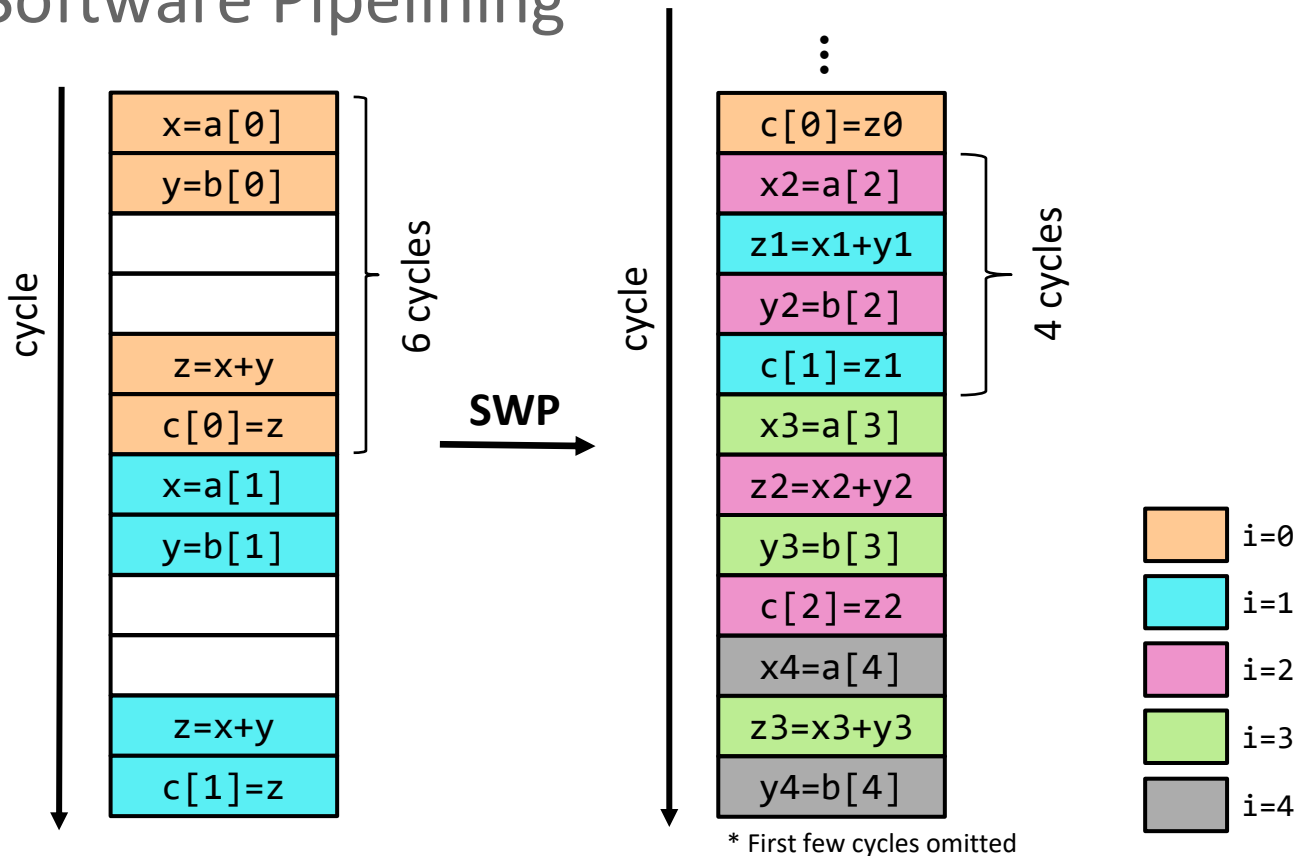 Software Pipelining
cycle
x=a[0]
y=b[0]
z=x+y
c[0]=z
x=a[1]
y=b[1]
z=x+y
c[1]=z
6 cycles
SWP
cycle
c[0]=z0
x2=a[2]
z1=x1+y1
y2=b[2]
c[1]=z1
x3=a[3]
z2=x2+y2
y3=b[3]
c[2]=z2
x4=a[4]
z3=x3+y3
y4=b[4]
4 cycles
* First few cycles omitted
i=0
i=1
i=2
i=3
i=4